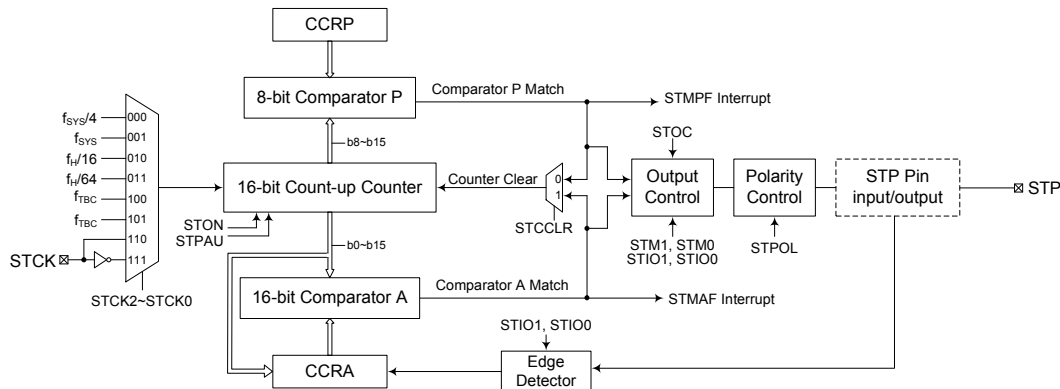 CCRP
8-bit Comparator P
Comparator P Match
STMPF Interrupt
b8~b15
fSYS/4
000
fSYS
001
fH/16
010
fH/64
011
fTBC
100
fTBC
101
110
111
STCK
STCK2~STCK0
16-bit Count-up Counter
STON
STPAU
Counter Clear
0
1
STCCLR
STOC
Output
Control
STM1, STM0
STIO1, STIO0
Polarity
Control
STPOL
STP Pin
input/output
STP
b0~b15
16-bit Comparator A
Comparator A Match
STMAF Interrupt
STIO1, STIO0
CCRA
Edge
Detector